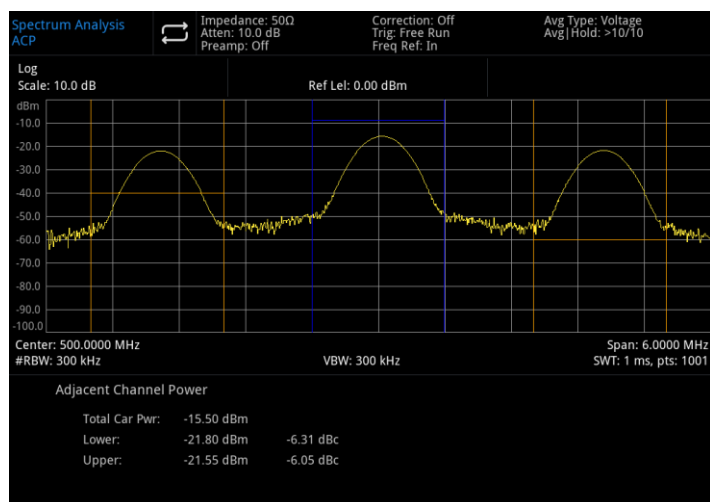 Spectrum Analysis
ACP
Impedance: 50Ω
Atten: 10.0 dB
Preamp: Off
Correction: Off
Trig: Free Run
Freq Ref: In
Avg Type: Voltage
Avg|Hold: >10/10
Log
Scale: 10.0 dB
Ref Lel: 0.00 dBm
dBm
-10.0
-20.0
-30.0
-40.0
-50.0
-60.0
-70.0
-80.0
-90.0
-100.0
Center: 500.0000 MHz
Span: 6.0000 MHz
#RBW: 300 kHz
VBW: 300 kHz
SWT: 1 ms, pts: 1001
Adjacent Channel Power
Total Car Pwr: -15.50 dBm
Lower: -21.80 dBm -6.31 dBc
Upper: -21.55 dBm -6.05 dBc